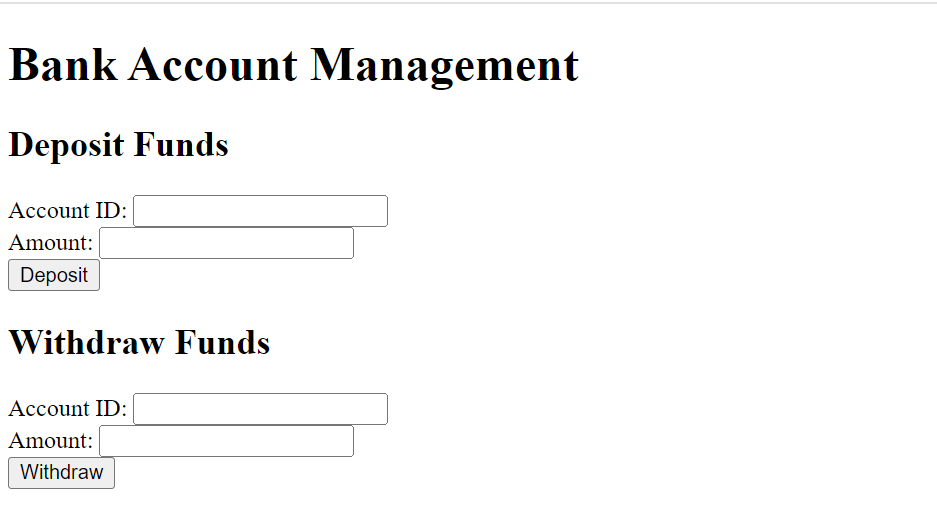 Bank Account Management
Deposit Funds
Account ID:
Amount:
Deposit
Withdraw Funds
Account ID:
Amount:
Withdraw